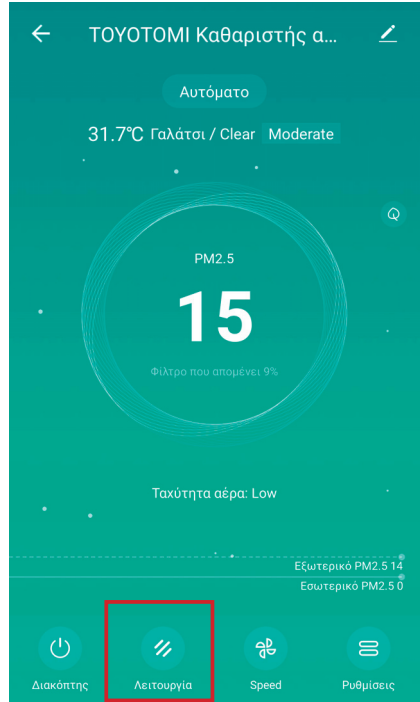 TOYOTOMI Καθαριστής α...
Αυτόματο
31.7℃ Γαλάτσι / Clear Moderate
PM2.5
15
Φίλτρο που απομένει 9%
Ταχύτητα αέρα: Low
Εξωτερικό PM2.5 14
Εσωτερικό PM2.5 0
Διακόπτης Λειτουργία Speed Ρυθμίσεις